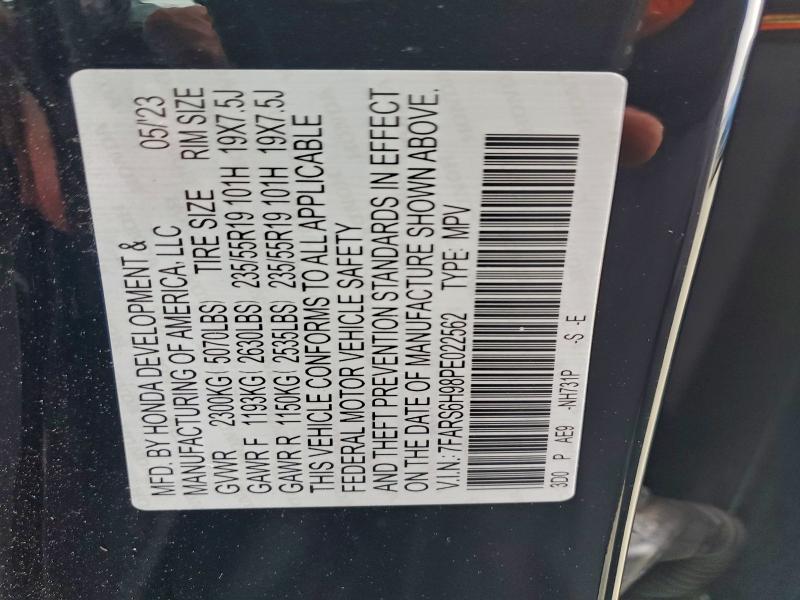 MFD. BY HONDA DEVELOPMENT & 05/'23
MANUFACTURING OF AMERICA, LLC
TIRE SIZE RIM SIZE
GVWR 2300KG( 5070LBS)
GAWR F 1193KG( 2630LBS) 235/55R19 101H 19X7.5J
GAWR R 1150KG( 2535LBS) 235/55R19 101H 19X7.5J
THIS VEHICLE CONFORMS TO ALL APPLICABLE
FEDERAL MOTOR VEHICLE SAFETY
AND THEFT PREVENTION STANDARDS IN EFFECT
ON THE DATE OF MANUFACTURE SHOWN ABOVE.
V.I.N: 7FARS6H98PE022562 TYPE: MPV
3D0 P AE9 -NH731P -S -E